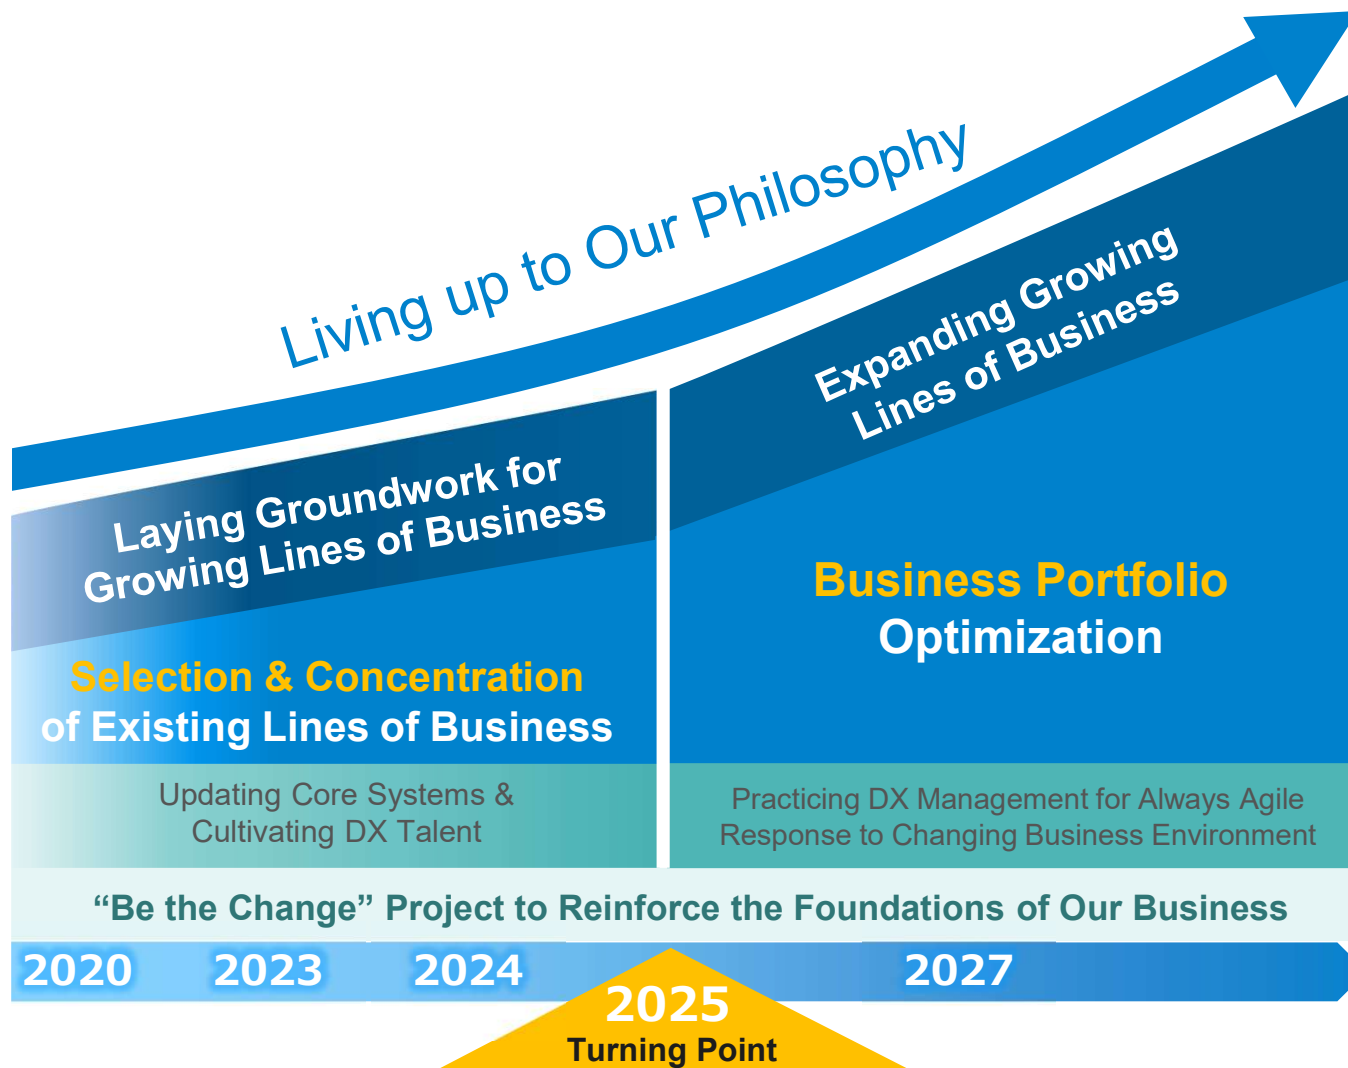 Living up to Our Philosophy
Laying Groundwork for
Growing Lines of Business
Expanding Growing
Lines of Business
Selection & Concentration
of Existing Lines of Business
Business Portfolio
Optimization
Updating Core Systems &
Cultivating DX Talent
Practicing DX Management for Always Agile
Response to Changing Business Environment
“Be the Change” Project to Reinforce the Foundations of Our Business
2020 2023 2024 2027
2025
Turning Point